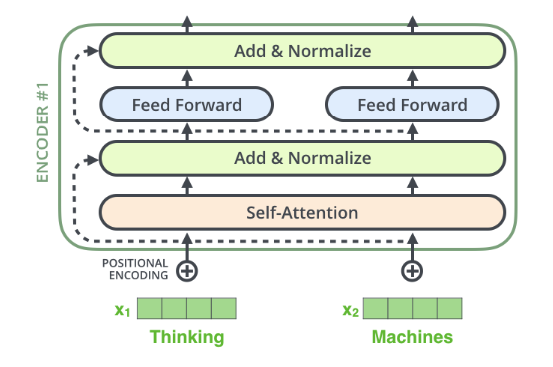 ENCODER #1
Add & Normalize
Feed Forward
Feed Forward
Add & Normalize
Self-Attention
POSITIONAL
ENCODING
x1
x2
Thinking
Machines